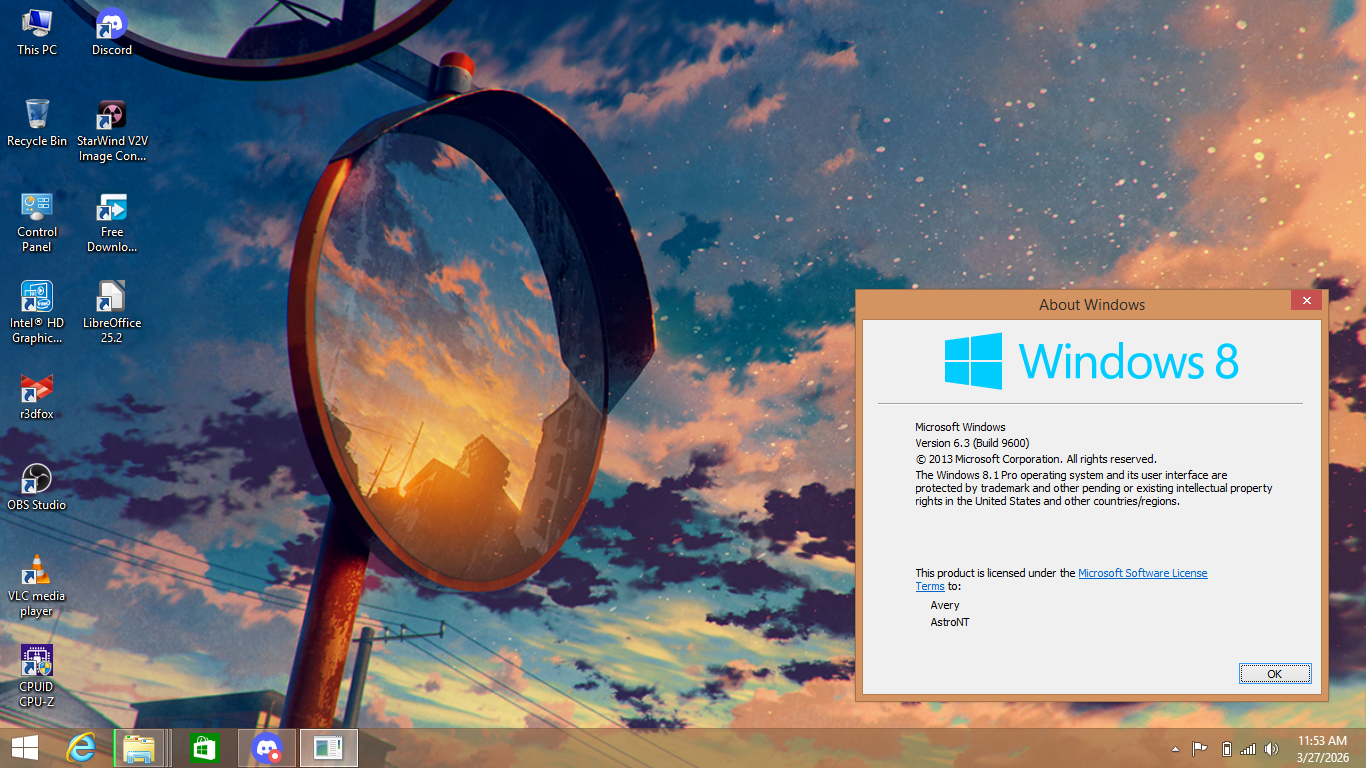 This PC
Discord
Recycle Bin
StarWind V2V
Image Con...
Control
Panel
Free
Downlo...
Intel® HD
Graphic...
LibreOffice
25.2
r3dfox
OBS Studio
VLC media
player
CPUID
CPU-Z
About Windows
Windows 8
Microsoft Windows
Version 6.3 (Build 9600)
© 2013 Microsoft Corporation. All rights reserved.
The Windows 8.1 Pro operating system and its user interface are
protected by trademark and other pending or existing intellectual property
rights in the United States and other countries/regions.
This product is licensed under the Microsoft Software License
Terms to:
Avery
AstroNT
OK
11:53 AM
3/27/2026